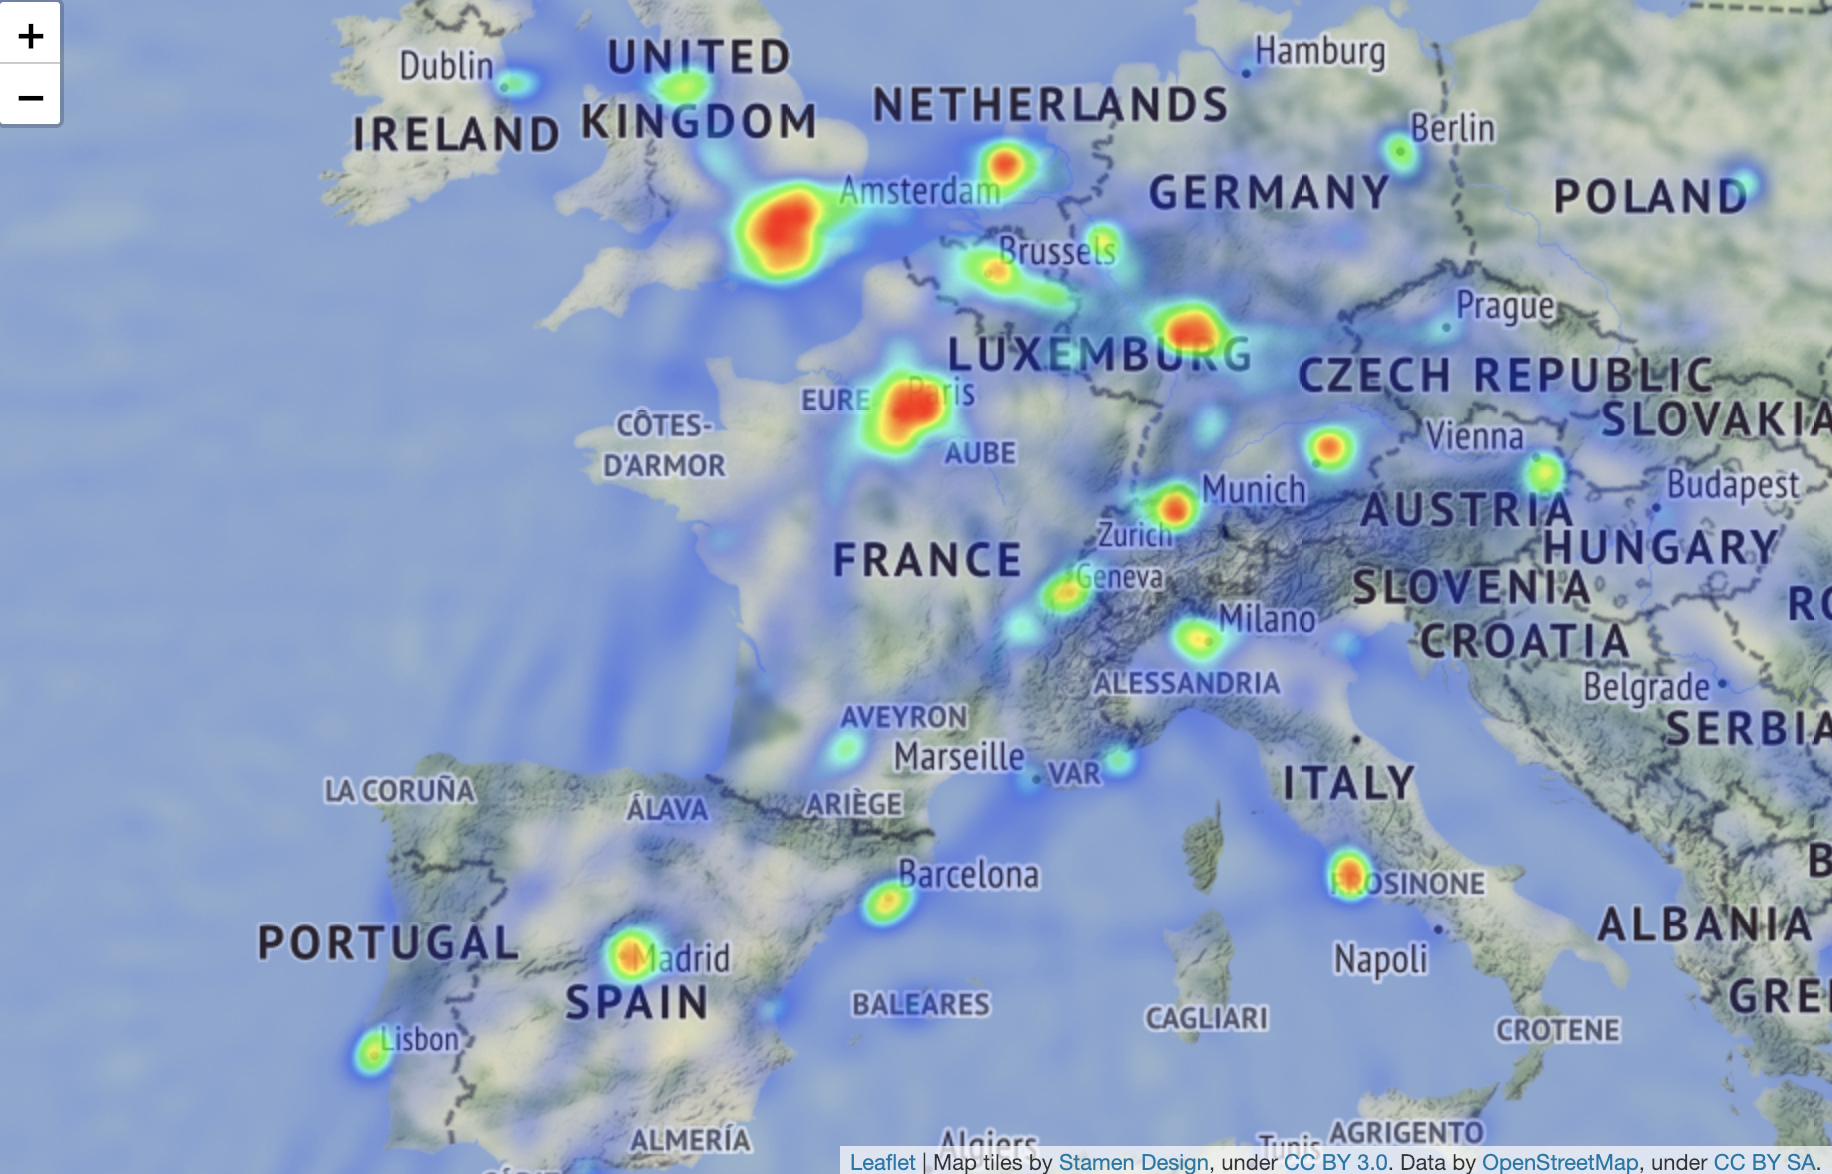 +
−
Dublin
IRELAND
UNITED
KINGDOM
NETHERLANDS
Hamburg
Berlin
Amsterdam
GERMANY
POLAND
Brussels
Prague
LUXEMBURG
CZECH REPUBLIC
EURE
Paris
SLOVAKIA
CÔTES-
D'ARMOR
AUBE
Vienna
Munich
Budapest
AUSTRIA
Zurich
HUNGARY
FRANCE
Geneva
SLOVENIA
RO
Milano
CROATIA
ALESSANDRIA
Belgrade
AVEYRON
SERBIA
Marseille
VAR
LA CORUÑA
ÁLAVA
ARIÈGE
ITALY
B
Barcelona
FROSINONE
PORTUGAL
Madrid
ALBANIA
Napoli
SPAIN
BALEARES
CAGLIARI
GREE
CROTENE
Lisbon
ALMERÍA
Algiers
Tunis
AGRIGENTO
Leaflet | Map tiles by Stamen Design, under CC BY 3.0. Data by OpenStreetMap, under CC BY SA.